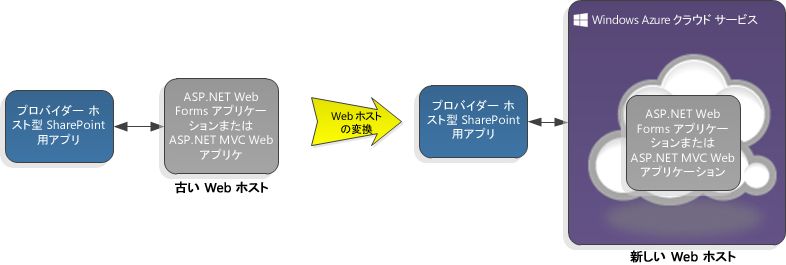 プロバイダー ホ
スト型 SharePoint
用アプリ
ASP.NET Web
Forms アプリケー
ションまたは
ASP.NET MVC Web
アプリケ
古い Web ホスト
Web ホスト
の変換
プロバイダー ホ
スト型 SharePoint
用アプリ
Windows Azure クラウド サービス
ASP.NET Web
Forms アプリケー
ションまたは
ASP.NET MVC Web
アプリケーション
新しい Web ホスト